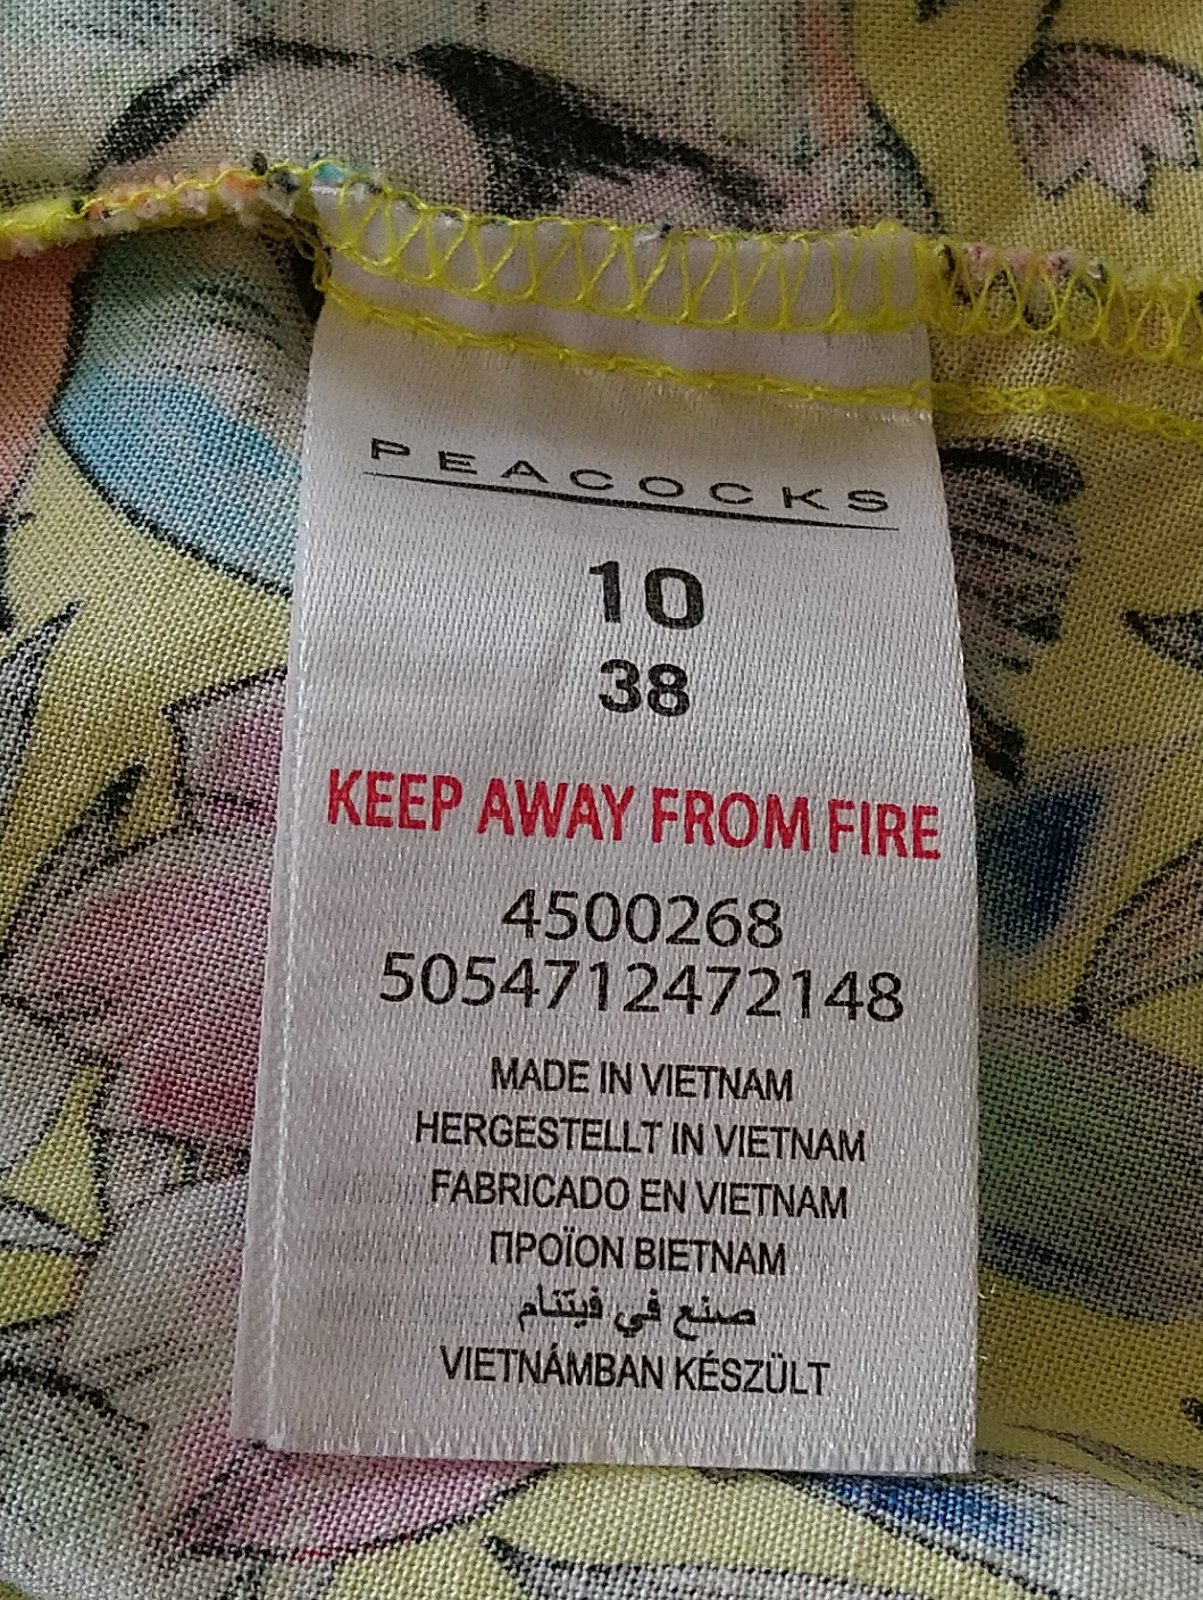 PEACOCKS
10
38
KEEP AWAY FROM FIRE
4500268
5054712472148
MADE IN VIETNAM
HERGESTELLT IN VIETNAM
FABRICADO EN VIETNAM
ΠΡΟΪΟΝ ΒΙΕΤΝΑΜ
صنع في فيتنام
VIETNÁMBAN KÉSZÜLT